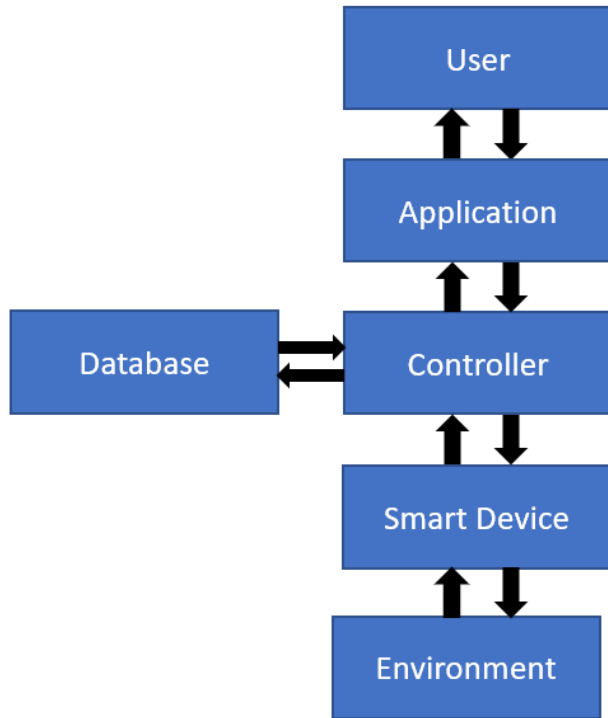 User
Application
Database
Controller
Smart Device
Environment